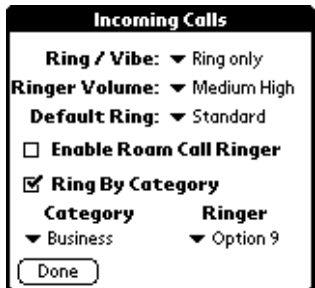 Incoming Calls
Ring / Vibe: Ring only
Ringer Volume: Medium High
Default Ring: Standard
Enable Roam Call Ringer
Ring By Category
Category Ringer
Business Option 9
Done